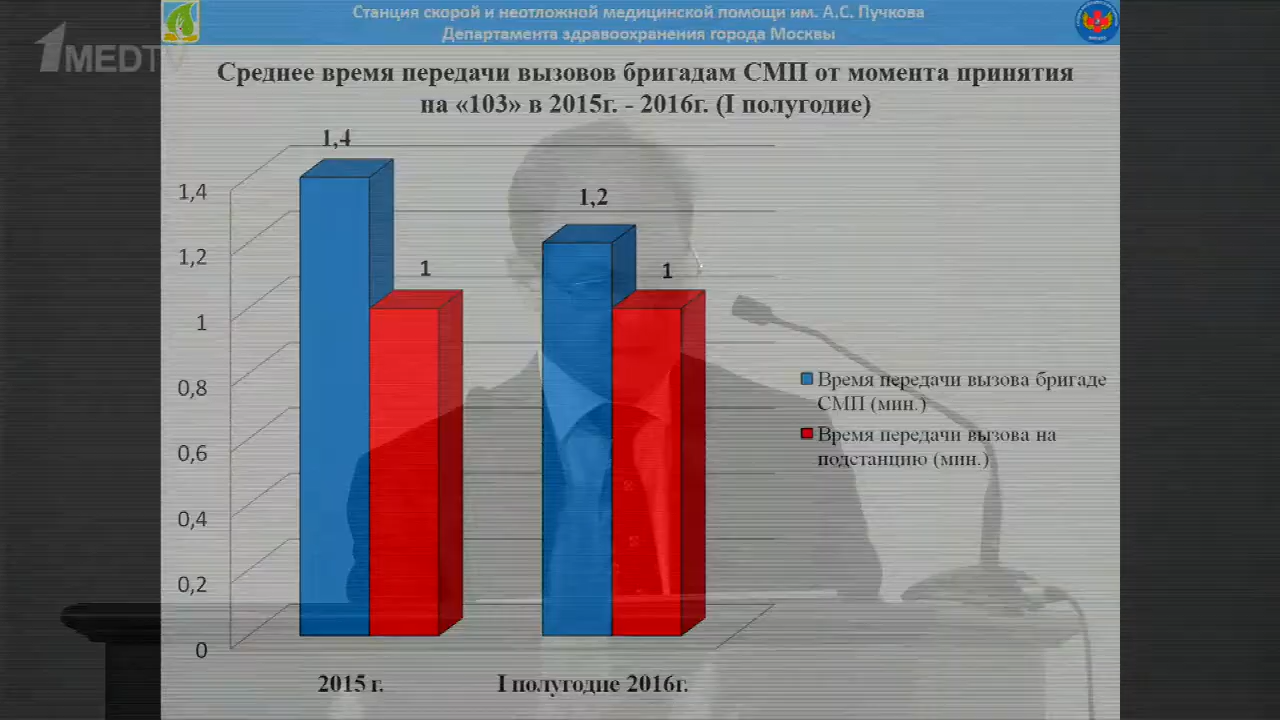 Станция скорой и неотложной медицинской помощи им. А.С. Пучкова
Департамента здравоохранения города Москвы
1MEDTV
Среднее время передачи вызовов бригадам СМП от момента принятия
на «103» в 2015г. - 2016г. (I полугодие)
1,4
1,2
1
1
1,4
1,2
1
0,8
0,6
0,4
0,2
0
Время передачи вызова бригаде
СМП (мин.)
Время передачи вызова на
подстанцию (мин.)
2015 г.
I полугодие 2016г.